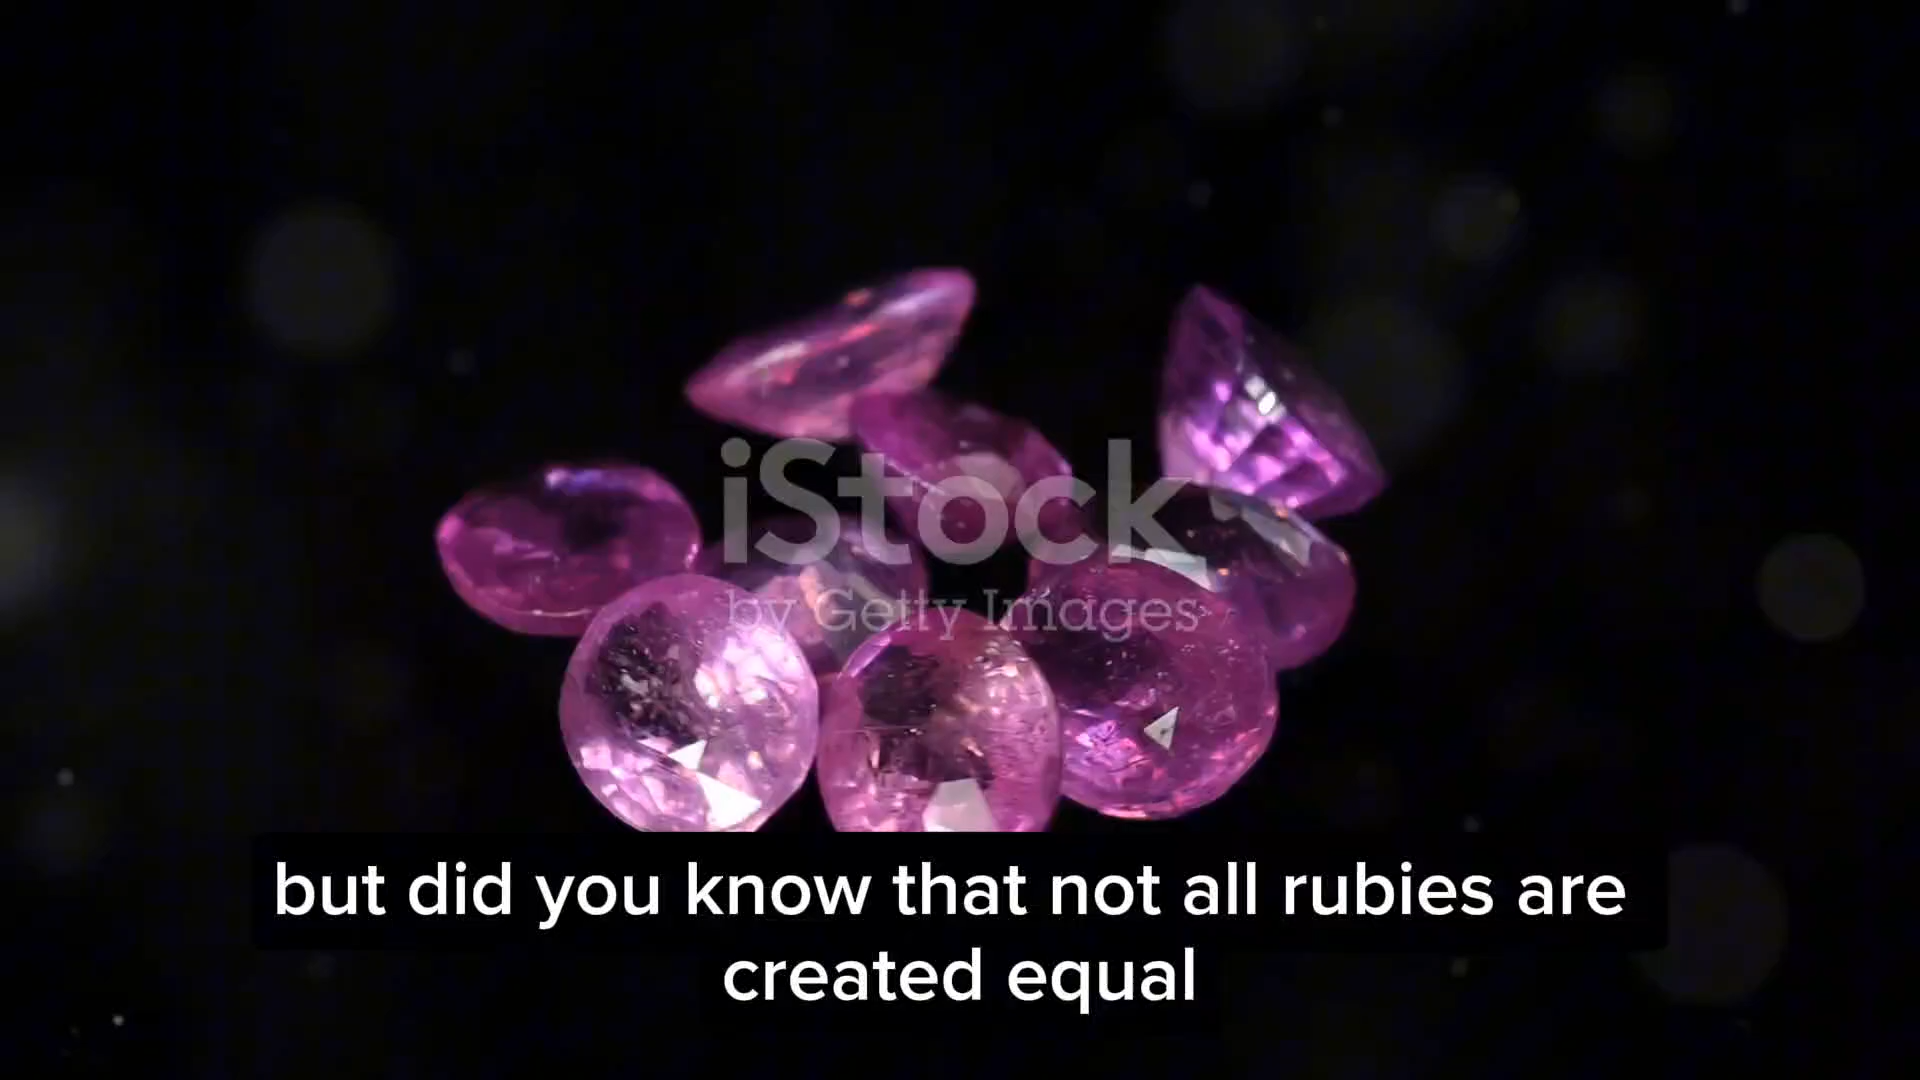 iStock
by Getty Images
but did you know that not all rubies are
created equal